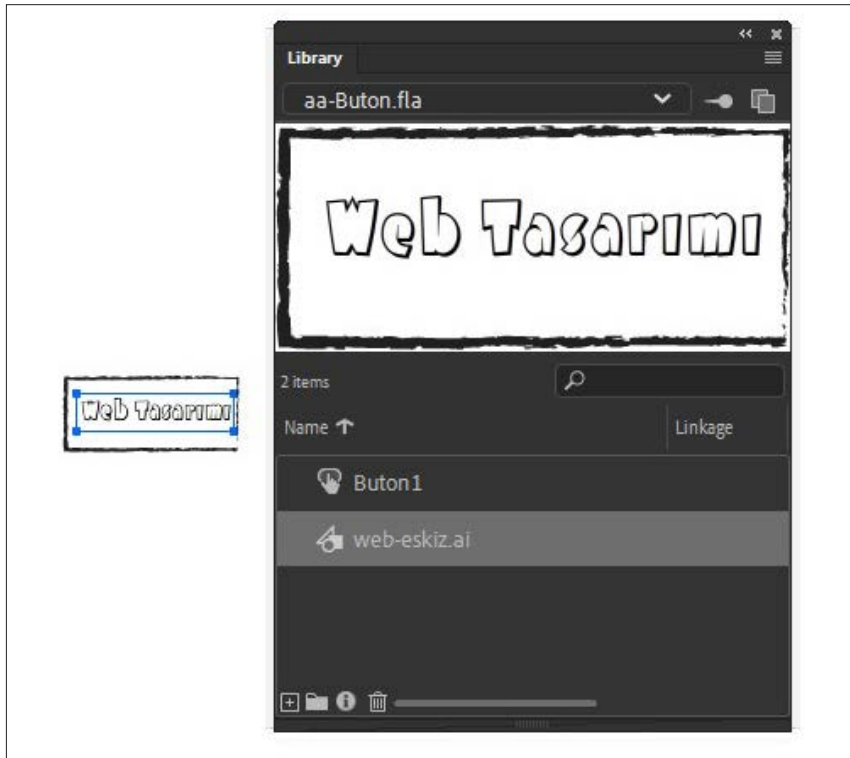 Library
aa-Buton.fla
Web Tasarımı
2 items
Web Tasarımı
Name
Linkage
Buton1
web-eskiz.ai